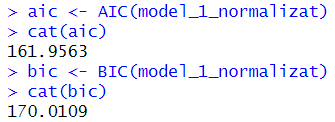 > aic <- AIC(model_1_normalizat)
> cat(aic)
161.9563
> bic <- BIC(model_1_normalizat)
> cat(bic)
170.0109